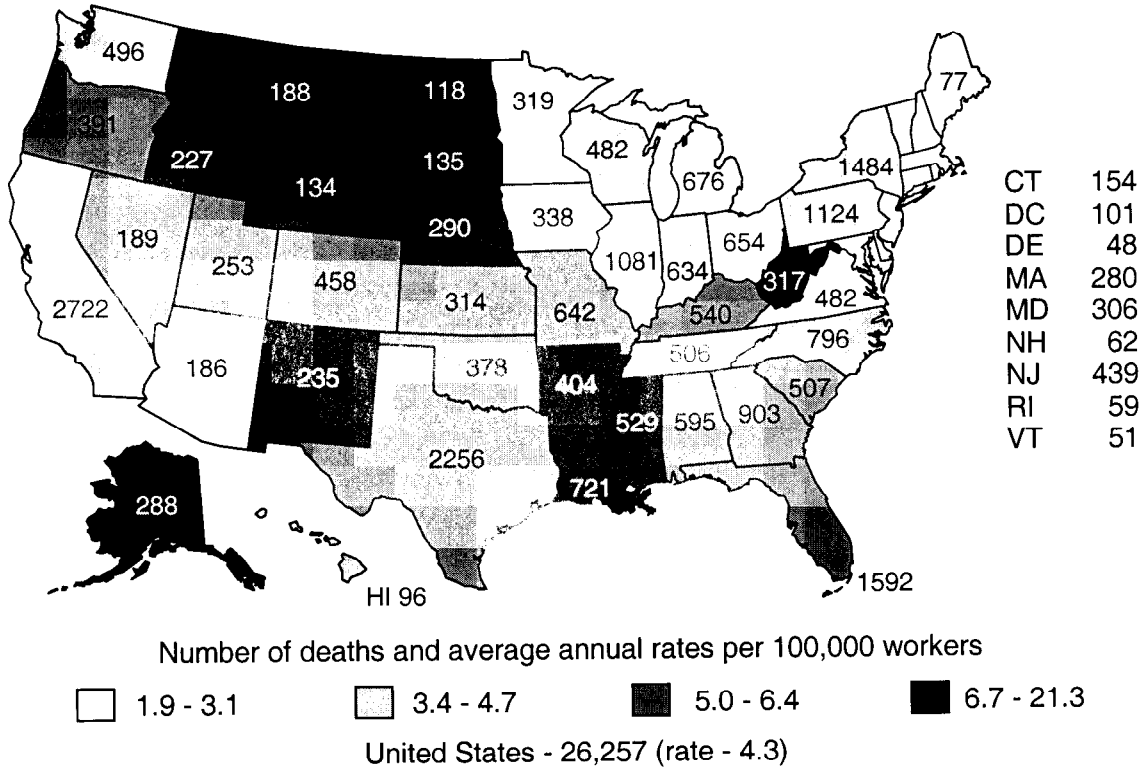 496
188
118
319
77
391
227
134
135
482
676
1484
189
253
458
290
338
1081
634
654
1124
317
482
2722
186
235
314
378
642
404
540
506
796
507
529
595
903
2256
721
288
HI 96
1592
CT 154
DC 101
DE 48
MA 280
MD 306
NH 62
NJ 439
RI 59
VT 51
Number of deaths and average annual rates per 100,000 workers
1.9 - 3.1
3.4 - 4.7
5.0 - 6.4
6.7 - 21.3
United States - 26,257 (rate - 4.3)